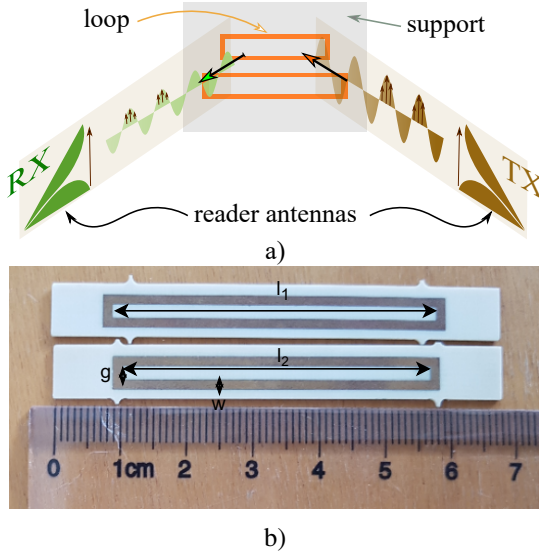 loop
support
RX
TX
reader antennas
a)
l1
l2
g
w
0 1cm 2 3 4 5 6 7
b)